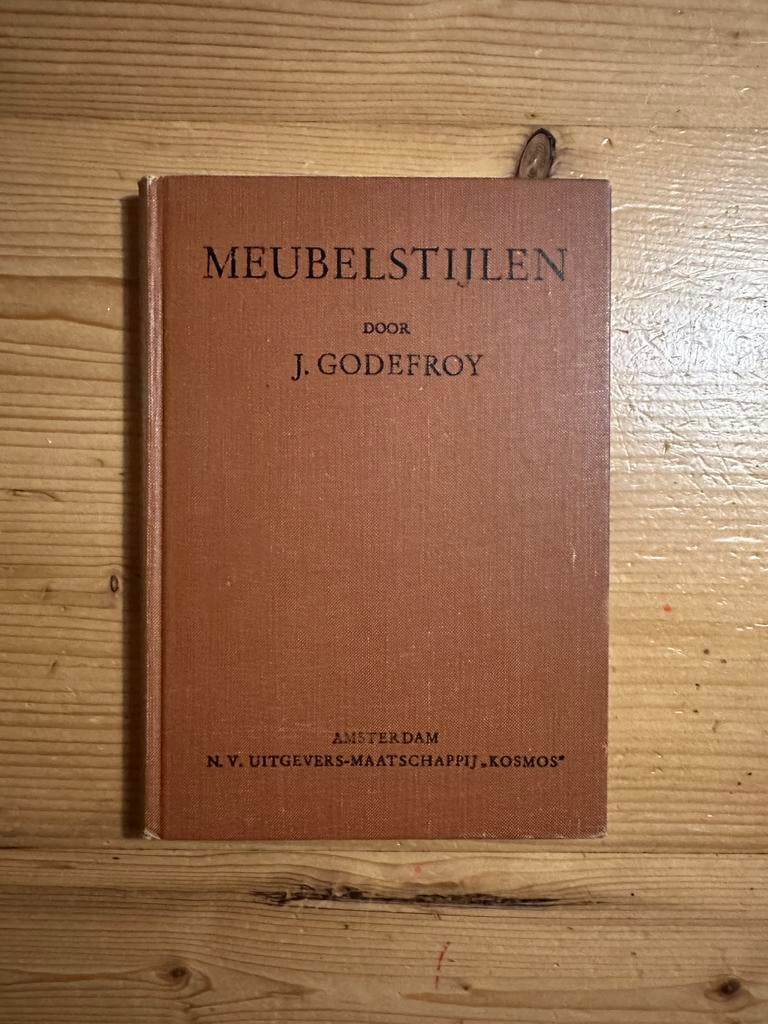 MEUBELSTIJLEN
DOOR
J. GODEFROY
AMSTERDAM
N. V. UITGEVERS-MAATSCHAPPIJ „KOSMOS"